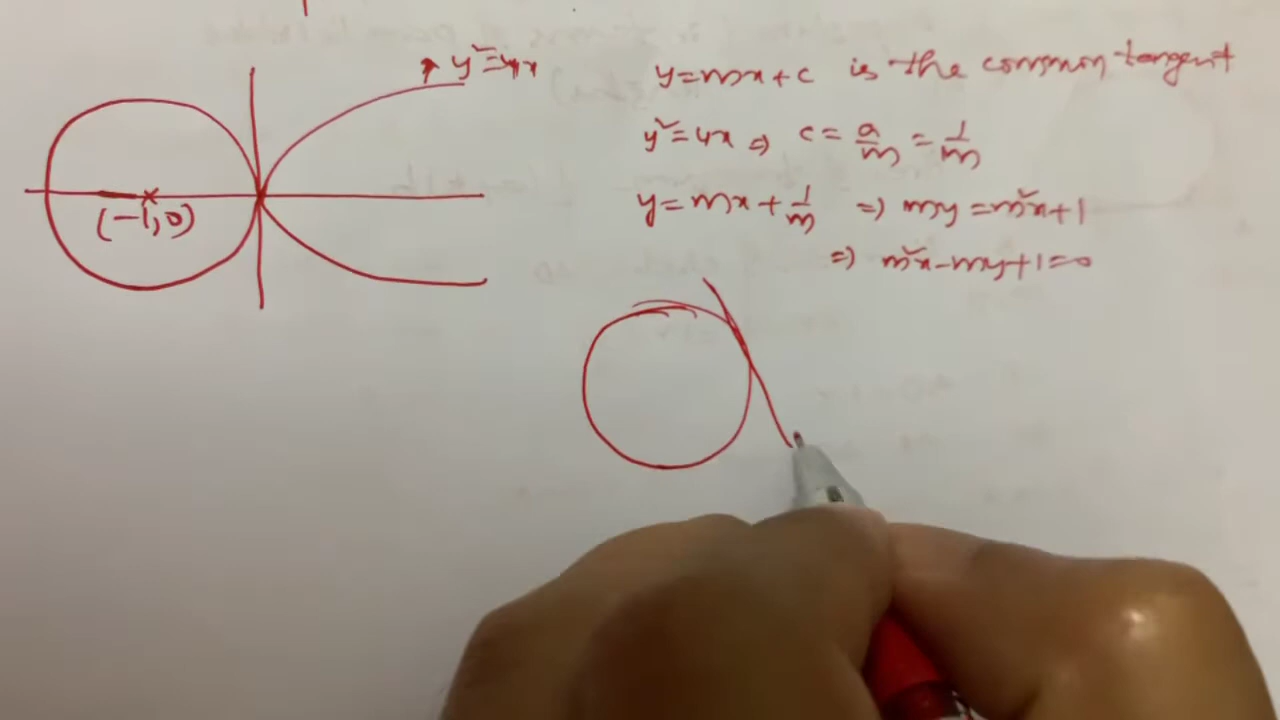 y²=4x
(-1,0)
y=mx+c is the common tangent
y²=4x ⇒ c = a/m = 1/m
y=mx+1/m ⇒ my=m²x+1
⇒ m²x-my+1=0